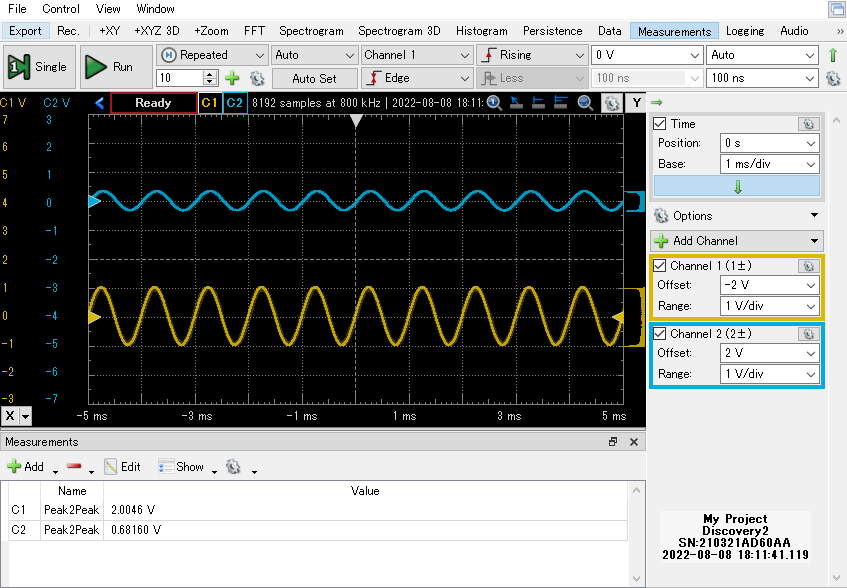 File Control View Window
Export Rec. +XY +XYZ 3D +Zoom FFT Spectrogram Spectrogram 3D Histogram Persistence Data Measurements Logging Audio »
Single Run Repeated Auto Channel 1 Rising 0 V Auto
10 Auto Set Edge Less 100 ns 100 ns
C1 V C2 V Ready C1 C2 8192 samples at 800 kHz | 2022-08-08 18:11: Y
7 3
6 2
5 1
4 0
3 -1
2 -2
1 -3
0 -4
-1 -5
-2 -6
-3 -7
X -5 ms -3 ms -1 ms 1 ms 3 ms 5 ms
Time
Position: 0 s
Base: 1 ms/div
Options
Add Channel
Channel 1 (1±)
Offset: -2 V
Range: 1 V/div
Channel 2 (2±)
Offset: 2 V
Range: 1 V/div
Measurements
Add Edit Show
Name Value
C1 Peak2Peak 2.0046 V
C2 Peak2Peak 0.68160 V
My Project
Discovery2
SN:210321AD60AA
2022-08-08 18:11:41.119